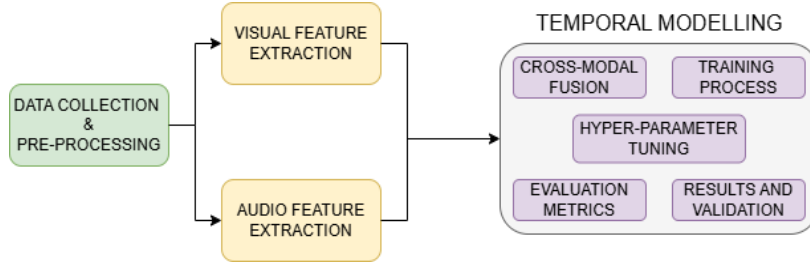 DATA COLLECTION
&
PRE-PROCESSING
VISUAL FEATURE
EXTRACTION
AUDIO FEATURE
EXTRACTION
TEMPORAL MODELLING
CROSS-MODAL
FUSION
TRAINING
PROCESS
HYPER-PARAMETER
TUNING
EVALUATION
METRICS
RESULTS AND
VALIDATION